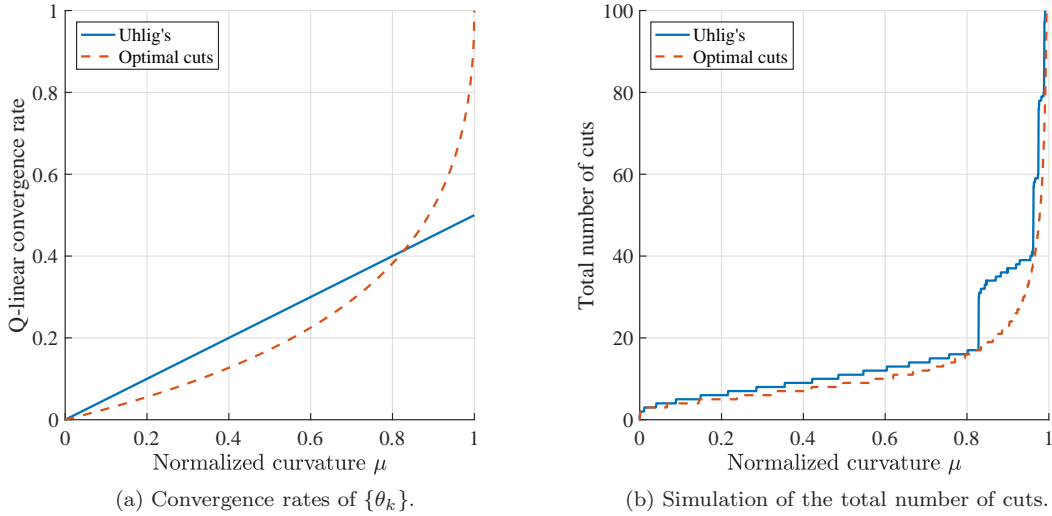 Uhlig's
Optimal cuts
Q-linear convergence rate
1
0.8
0.6
0.4
0.2
0
0
0.2
0.4
0.6
0.8
1
Normalized curvature μ
(a) Convergence rates of {θk}.
Uhlig's
Optimal cuts
Total number of cuts
100
80
60
40
20
0
0
0.2
0.4
0.6
0.8
1
Normalized curvature μ
(b) Simulation of the total number of cuts.